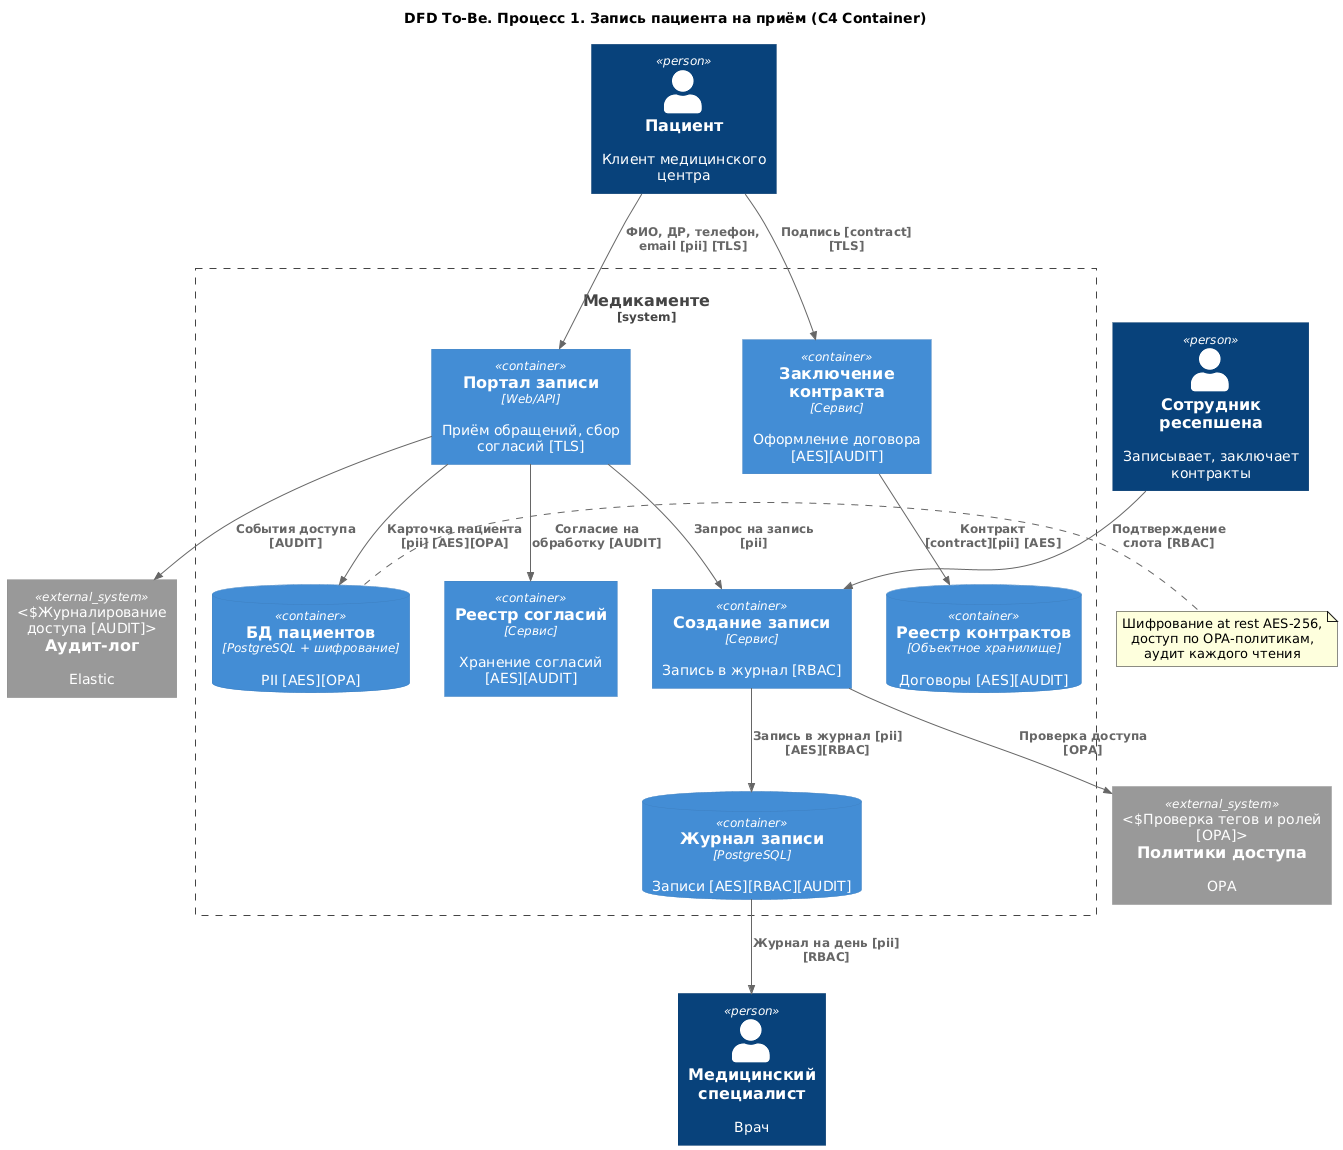 DFD To-Be. Процесс 1. Запись пациента на приём (C4 Container)
«person»
Пациент
Клиент медицинского
центра
ФИО, ДР, телефон,
email [pii] [TLS]
Подпись [contract]
[TLS]
Медикаменте
[system]
«container»
Портал записи
[Web/API]
Приём обращений, сбор
согласий [TLS]
«container»
Заключение
контракта
[Сервис]
Оформление договора
[AES][AUDIT]
«person»
Сотрудник
ресепшена
Записывает, заключает
контракты
События доступа
[AUDIT]
Карточка пациента
[pii] [AES][OPA]
Согласие на
обработку [AUDIT]
Запрос на запись
[pii]
Контракт
[contract][pii] [AES]
Подтверждение
слота [RBAC]
«external_system»
<$Журналирование
доступа [AUDIT]>
Аудит-лог
Elastic
«container»
БД пациентов
[PostgreSQL + шифрование]
PII [AES][OPA]
«container»
Реестр согласий
[Сервис]
Хранение согласий
[AES][AUDIT]
«container»
Создание записи
[Сервис]
Запись в журнал [RBAC]
«container»
Реестр контрактов
[Объектное хранилище]
Договоры [AES][AUDIT]
Шифрование at rest AES-256,
доступ по OPA-политикам,
аудит каждого чтения
Запись в журнал [pii]
[AES][RBAC]
Проверка доступа
[OPA]
«container»
Журнал записи
[PostgreSQL]
Записи [AES][RBAC][AUDIT]
«external_system»
<$Проверка тегов и ролей
[OPA]>
Политики доступа
OPA
Журнал на день [pii]
[RBAC]
«person»
Медицинский
специалист
Врач